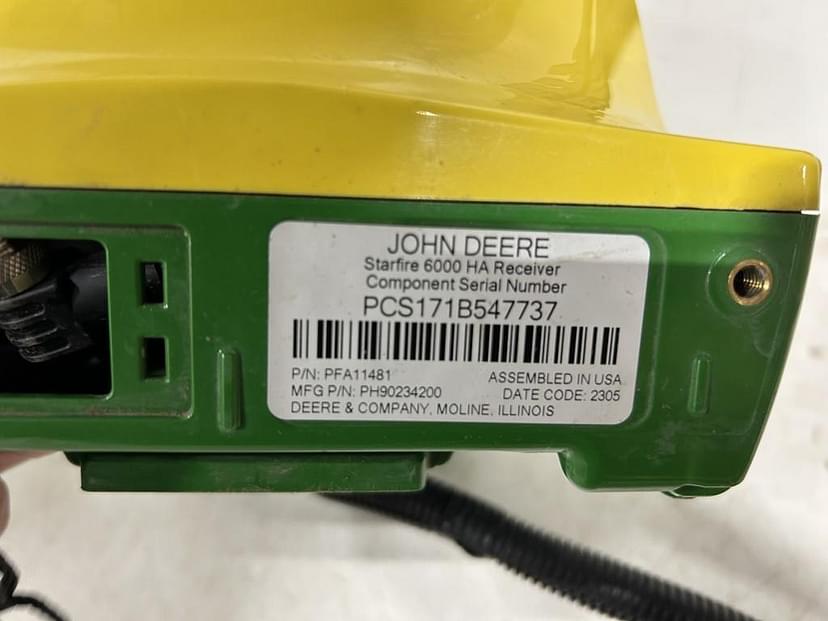 JOHN DEERE
Starfire 6000 HA Receiver
Component Serial Number
PCS171B547737
P/N: PFA11481 ASSEMBLED IN USA
MFG P/N: PH90234200 DATE CODE: 2305
DEERE & COMPANY, MOLINE, ILLINOIS